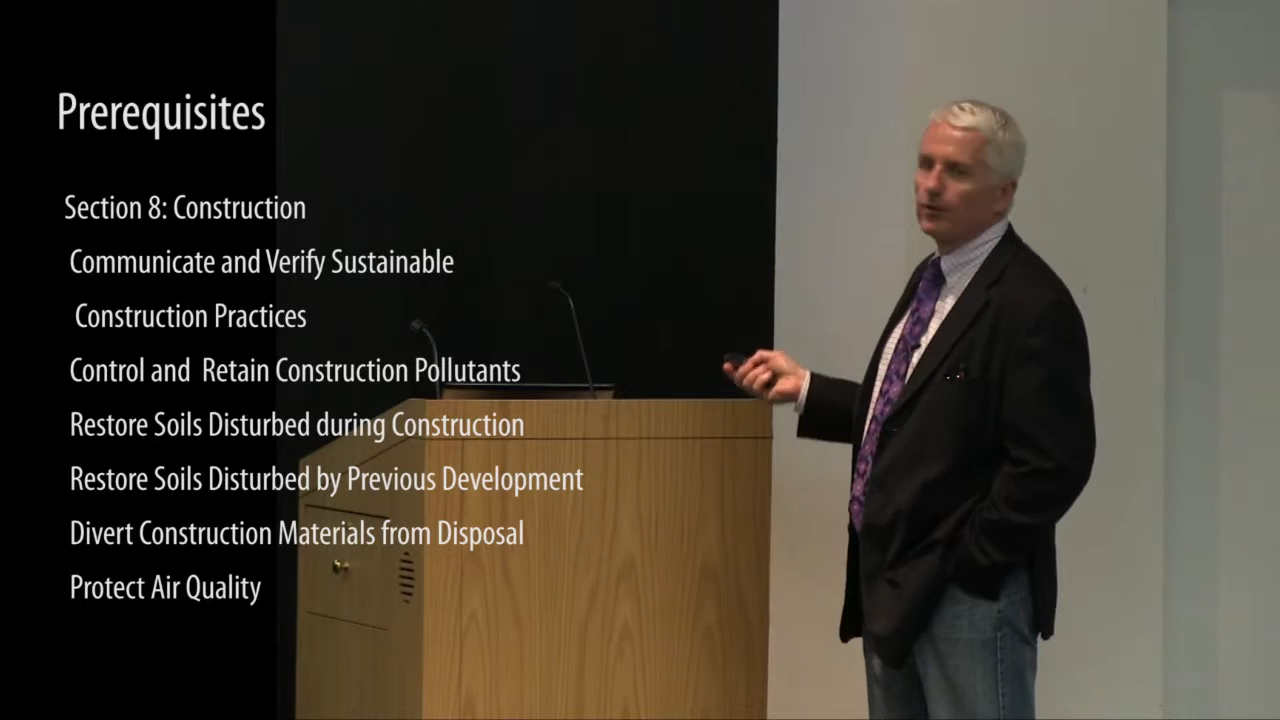 Prerequisites
Section 8: Construction
Communicate and Verify Sustainable
Construction Practices
Control and Retain Construction Pollutants
Restore Soils Disturbed during Construction
Restore Soils Disturbed by Previous Development
Divert Construction Materials from Disposal
Protect Air Quality